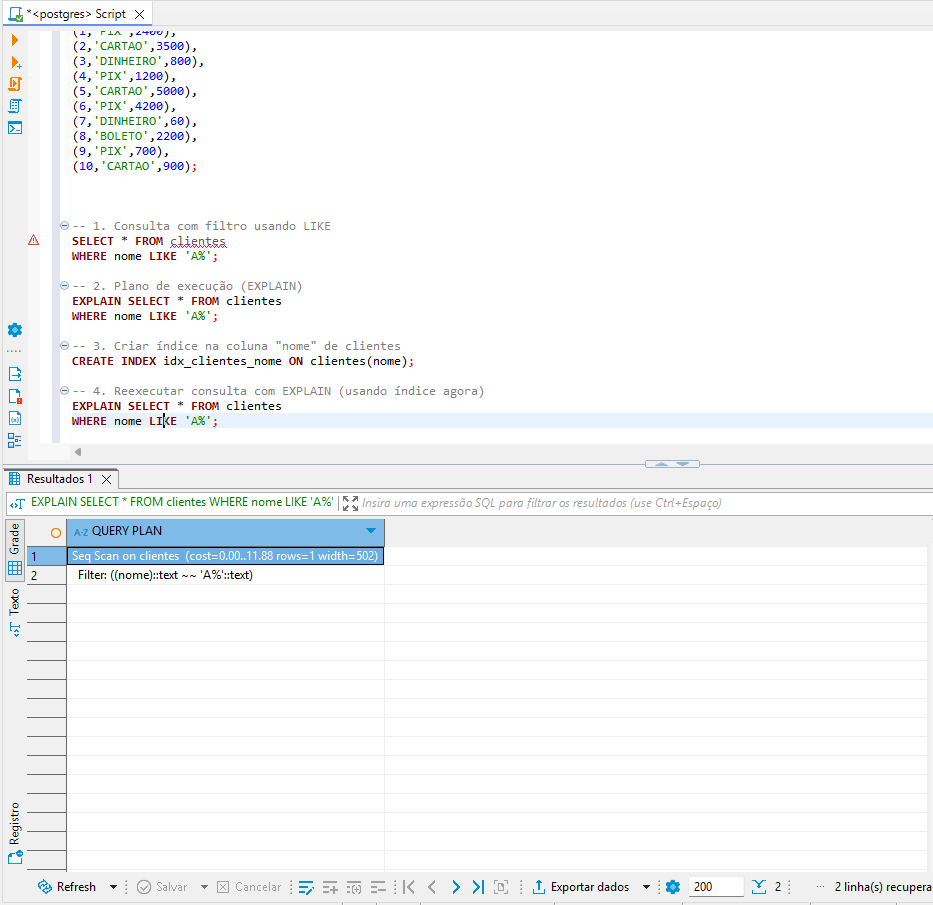 *<postgres> Script
(1,'PIX',2400),
(2,'CARTAO',3500),
(3,'DINHEIRO',800),
(4,'PIX',1200),
(5,'CARTAO',5000),
(6,'PIX',4200),
(7,'DINHEIRO',60),
(8,'BOLETO',2200),
(9,'PIX',700),
(10,'CARTAO',900);
-- 1. Consulta com filtro usando LIKE
SELECT * FROM clientes
WHERE nome LIKE 'A%';
-- 2. Plano de execução (EXPLAIN)
EXPLAIN SELECT * FROM clientes
WHERE nome LIKE 'A%';
-- 3. Criar índice na coluna "nome" de clientes
CREATE INDEX idx_clientes_nome ON clientes(nome);
-- 4. Reexecutar consulta com EXPLAIN (usando índice agora)
EXPLAIN SELECT * FROM clientes
WHERE nome LIKE 'A%';
Resultados 1
EXPLAIN SELECT * FROM clientes WHERE nome LIKE 'A%' Insira uma expressão SQL para filtrar os resultados (use Ctrl+Espaço)
Grade
A-Z QUERY PLAN
1 Seq Scan on clientes (cost=0.00..11.88 rows=1 width=502)
2 Filter: ((nome)::text ~~ 'A%'::text)
Texto
Registro
Refresh Salvar Cancelar Exportar dados 200 2 ... 2 linha(s) recupera